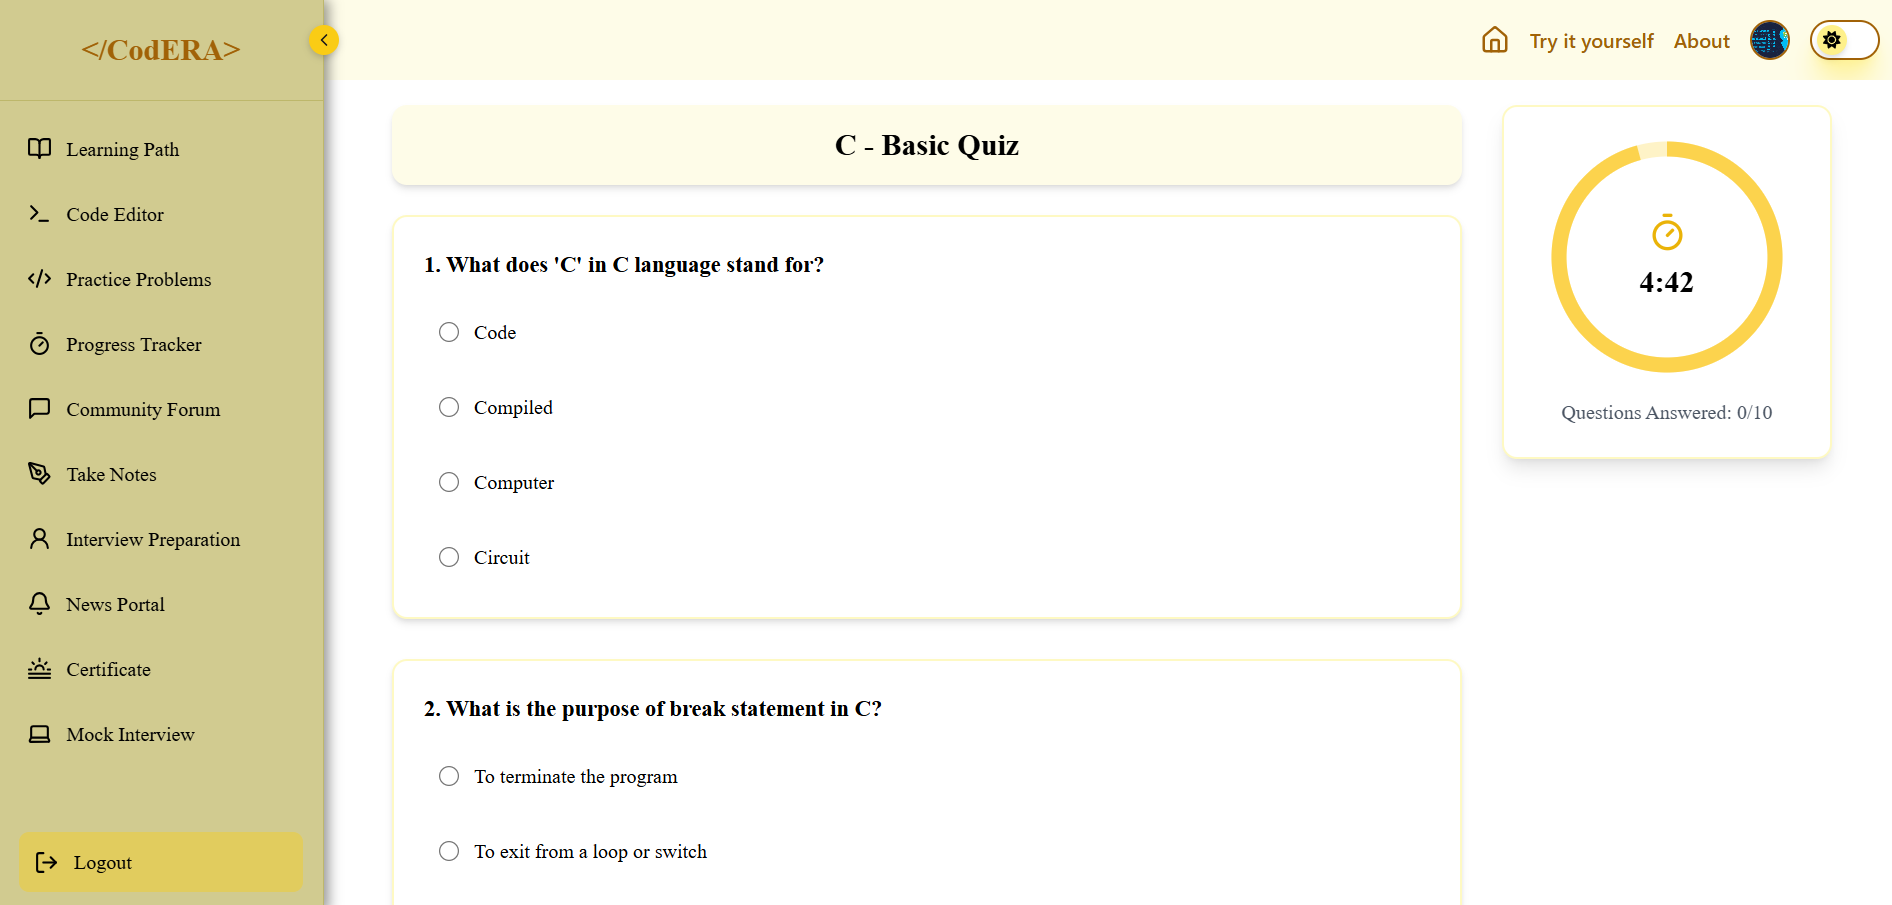 </CodERA>
Learning Path
Code Editor
Practice Problems
Progress Tracker
Community Forum
Take Notes
Interview Preparation
News Portal
Certificate
Mock Interview
Logout
Try it yourself
About
C - Basic Quiz
1. What does 'C' in C language stand for?
Code
Compiled
Computer
Circuit
2. What is the purpose of break statement in C?
To terminate the program
To exit from a loop or switch
4:42
Questions Answered: 0/10